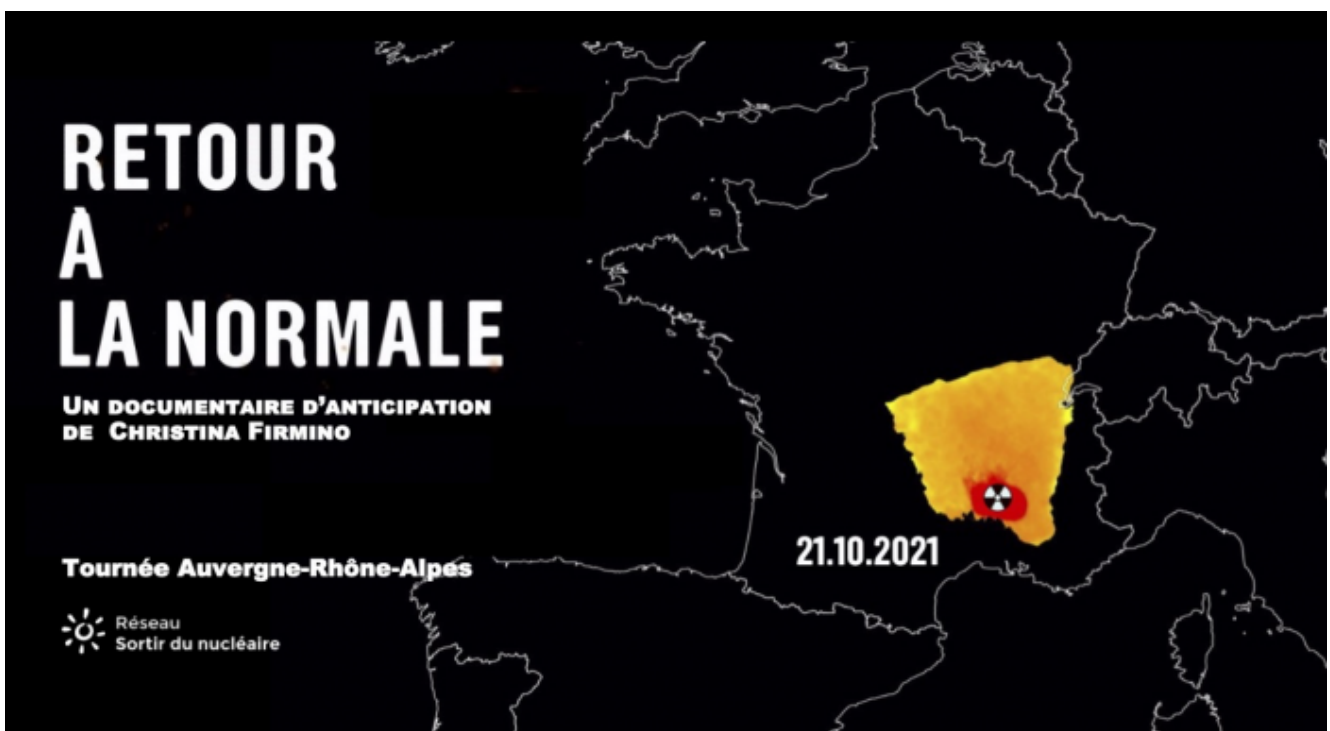 RETOUR
À
LA NORMALE
UN DOCUMENTAIRE D'ANTICIPATION
DE CHRISTINA FIRMINO
21.10.2021
Tournée Auvergne-Rhône-Alpes
Réseau
Sortir du nucléaire